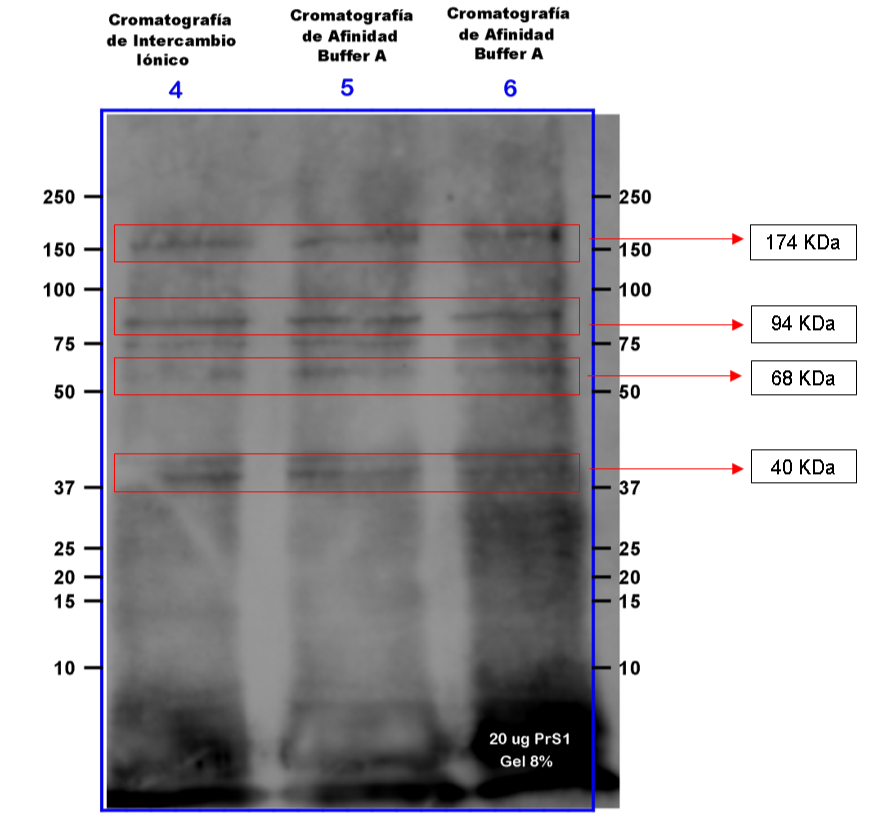 Cromatografía
de Intercambio
Iónico
Cromatografía
de Afinidad
Buffer A
Cromatografía
de Afinidad
Buffer A
4
5
6
250
250
150
150
174 KDa
100
100
94 KDa
75
75
68 KDa
50
50
40 KDa
37
37
25
25
20
20
15
15
10
10
20 ug PrS1
Gel 8%